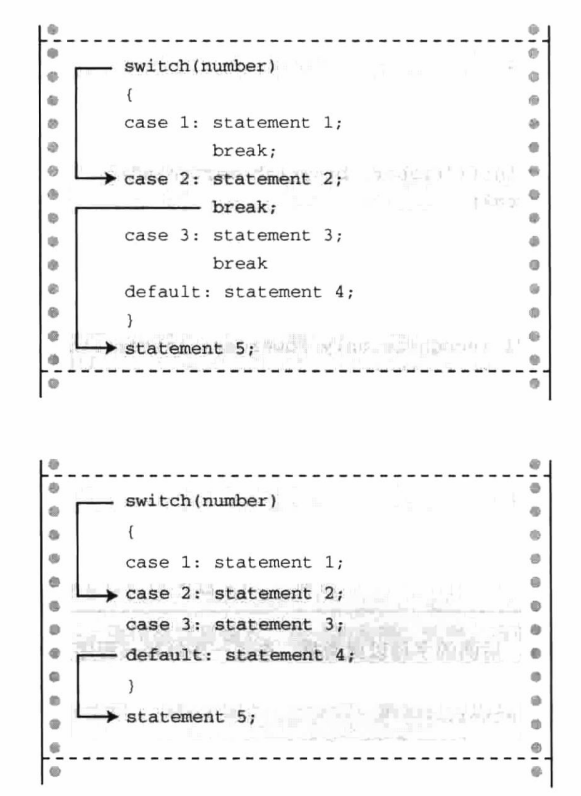 switch(number)
{
case 1: statement 1;
break;
case 2: statement 2;
break;
case 3: statement 3;
break
default: statement 4;
}
statement 5;
switch(number)
{
case 1: statement 1;
case 2: statement 2;
case 3: statement 3;
default: statement 4;
}
statement 5;